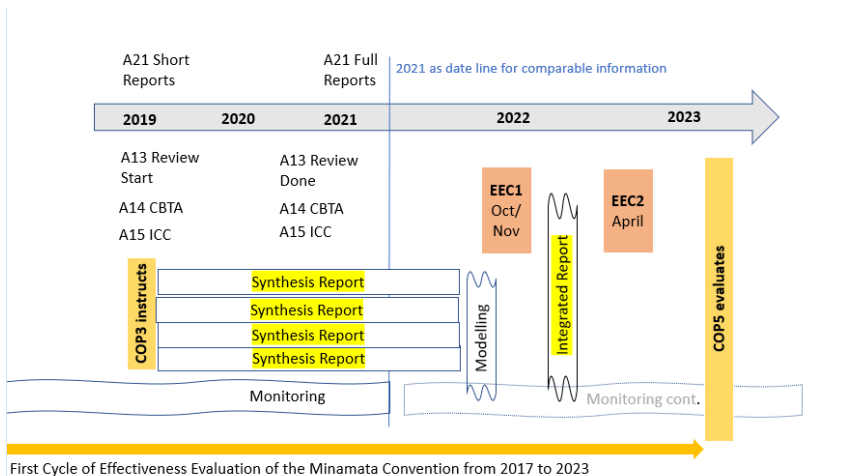 A21 Short
Reports
A21 Full
Reports
2021 as date line for comparable information
2019
2020
2021
2022
2023
A13 Review
Start
A14 CBTA
A15 ICC
A13 Review
Done
A14 CBTA
A15 ICC
EEC1
Oct/
Nov
EEC2
April
COP3 instructs
Synthesis Report
Synthesis Report
Synthesis Report
Synthesis Report
Modelling
Integrated Report
COP5 evaluates
Monitoring
Monitoring cont.
First Cycle of Effectiveness Evaluation of the Minamata Convention from 2017 to 2023